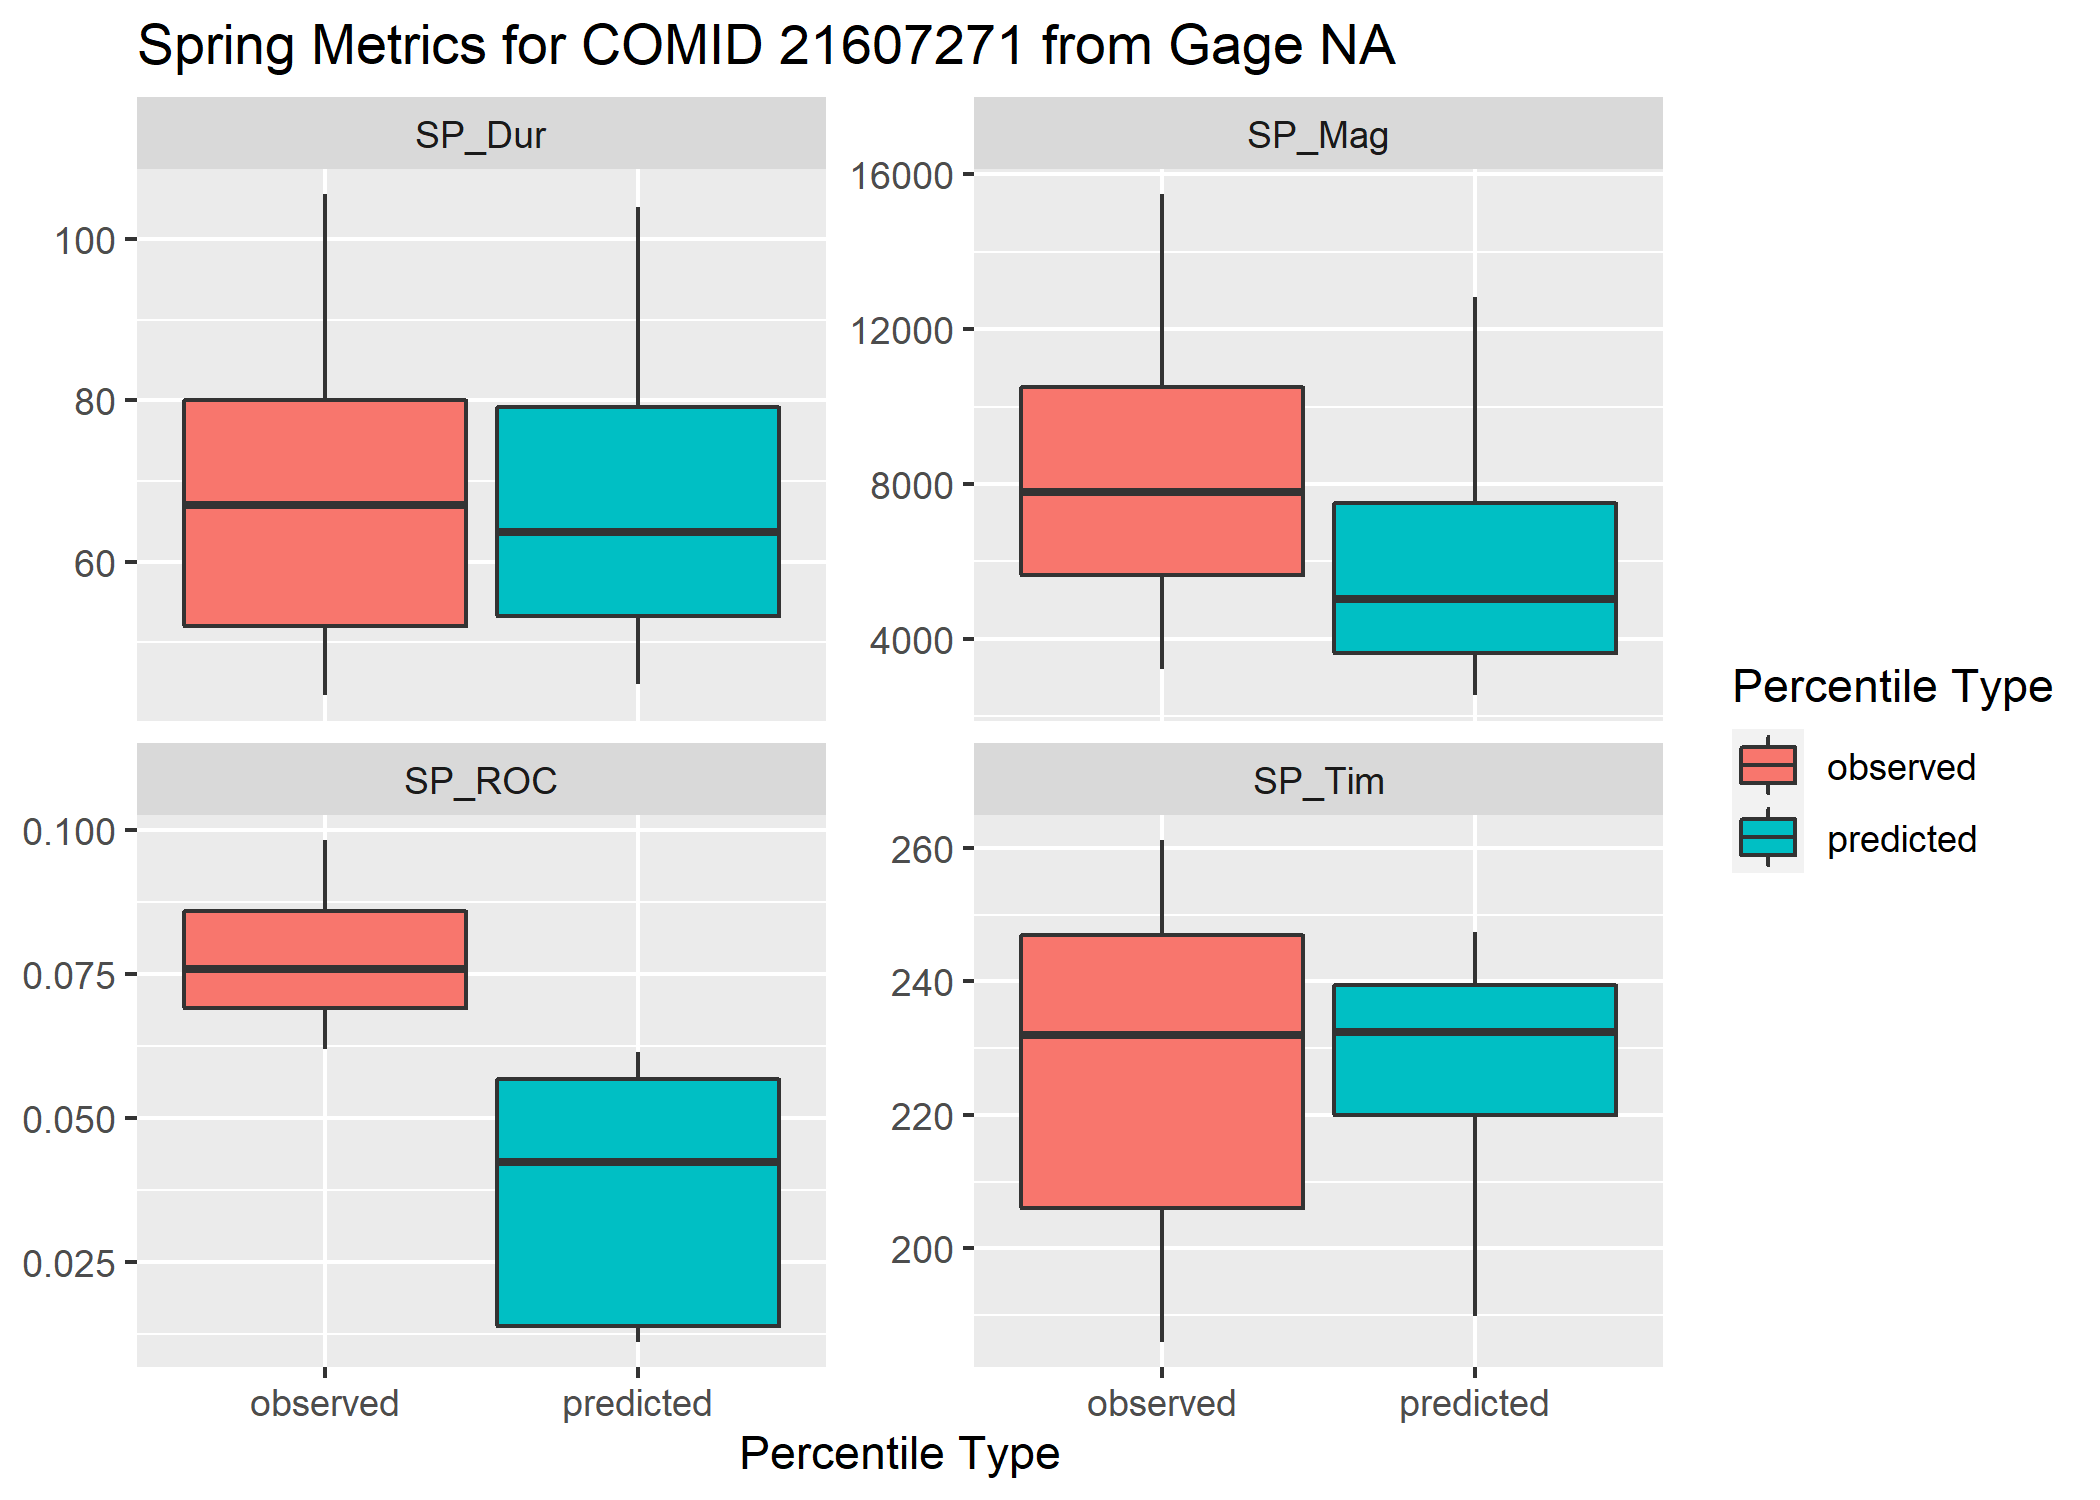 Spring Metrics for COMID 21607271 from Gage NA
SP_Dur
100
80
60
SP_Mag
16000
12000
8000
4000
SP_ROC
0.100
0.075
0.050
0.025
observed
predicted
SP_Tim
260
240
220
200
observed
predicted
Percentile Type
Percentile Type
observed
predicted